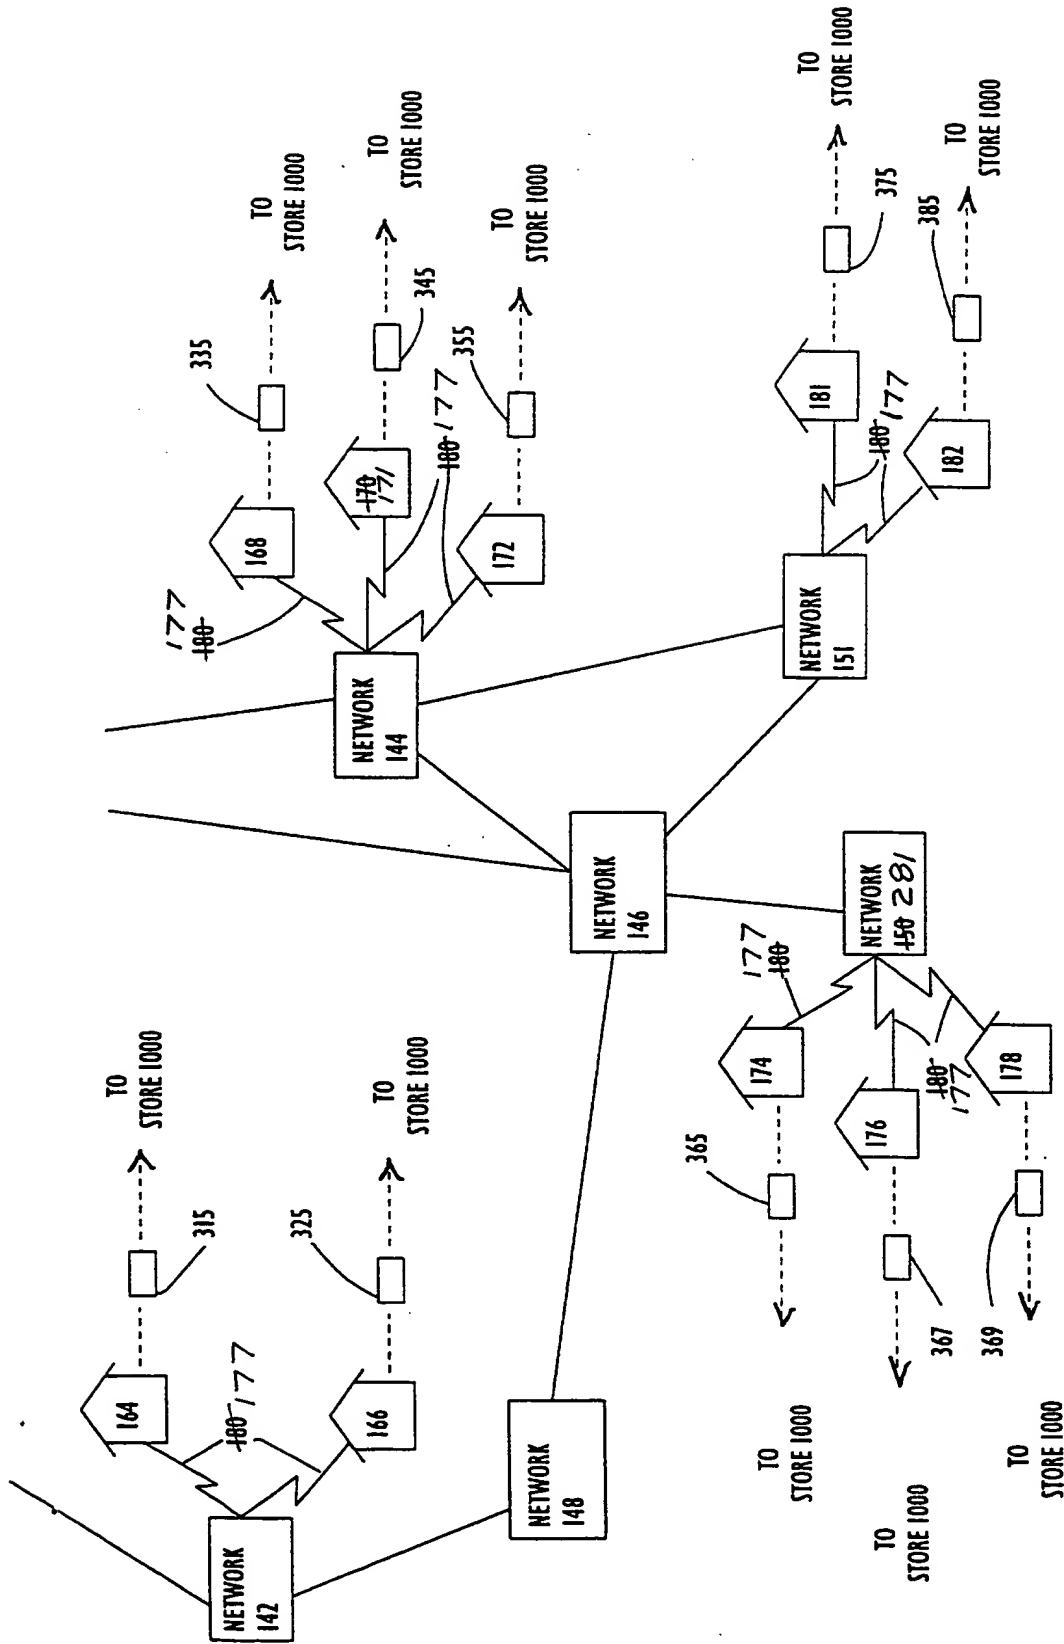 TO
STORE 1000
335
168
177
180
TO
STORE 1000
345
170
171
180 177
TO
STORE 1000
355
172
NETWORK
144
TO
STORE 1000
375
181
180 177
TO
STORE 1000
385
182
NETWORK
151
NETWORK
146
TO
STORE 1000
315
164
180 177
TO
STORE 1000
325
166
NETWORK
142
NETWORK
148
NETWORK
150 281
177
180
174
365
TO
STORE 1000
176
367
TO
STORE 1000
180
177
178
369
TO
STORE 1000